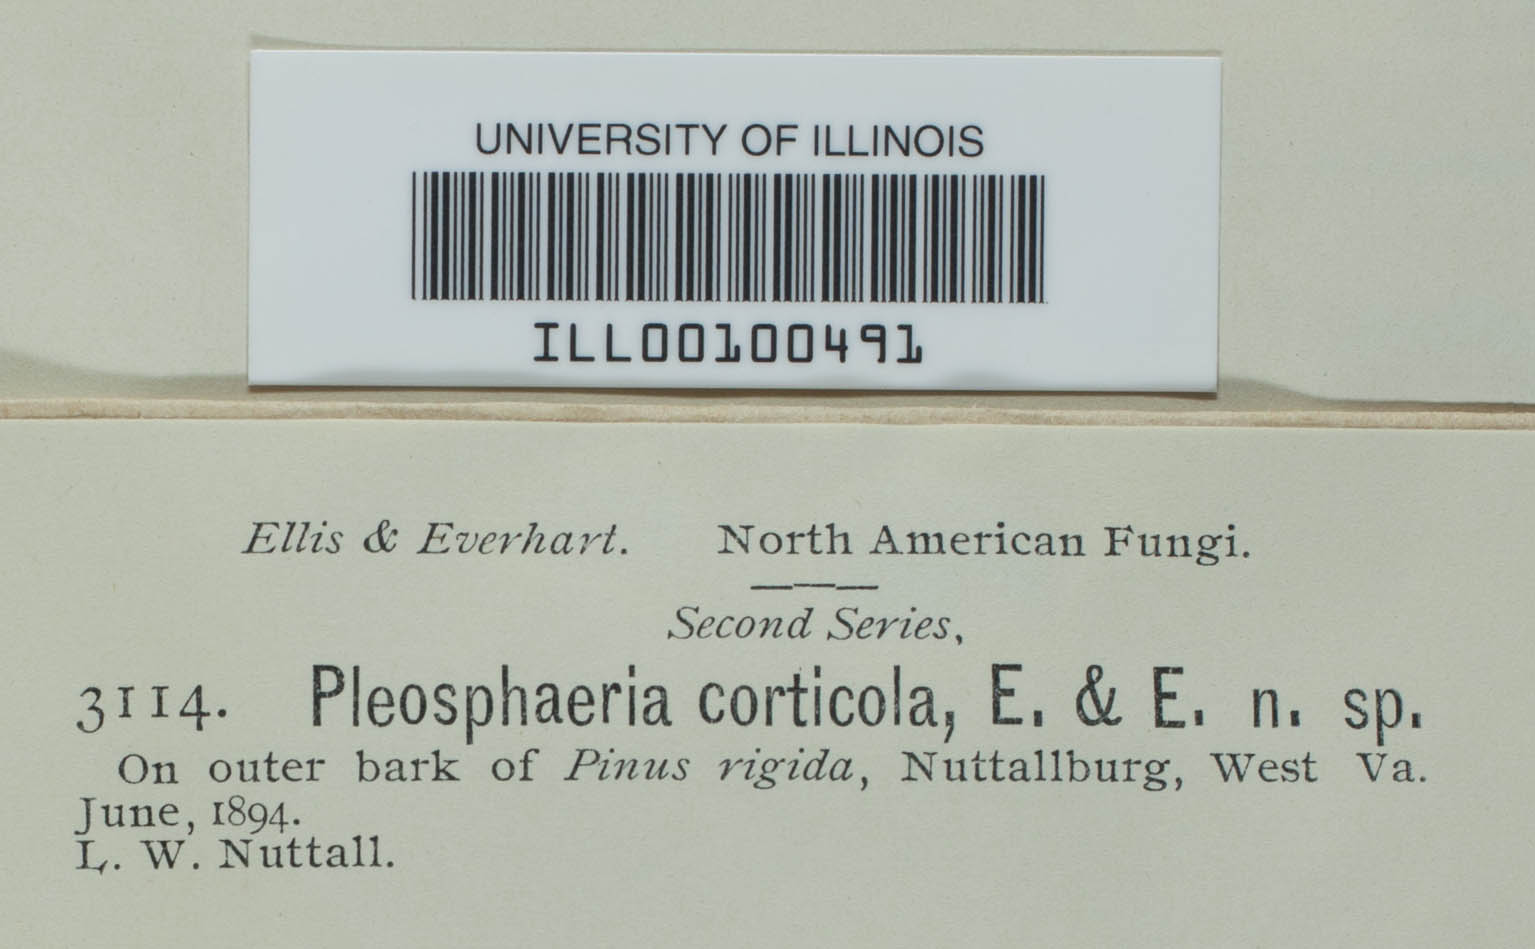 UNIVERSITY OF ILLINOIS
ILL00100491
Ellis & Everhart. North American Fungi.
Second Series,
3114. Pleosphaeria corticola, E. & E. n. sp.
On outer bark of Pinus rigida, Nuttallburg, West Va.
June, 1894.
L. W. Nuttall.